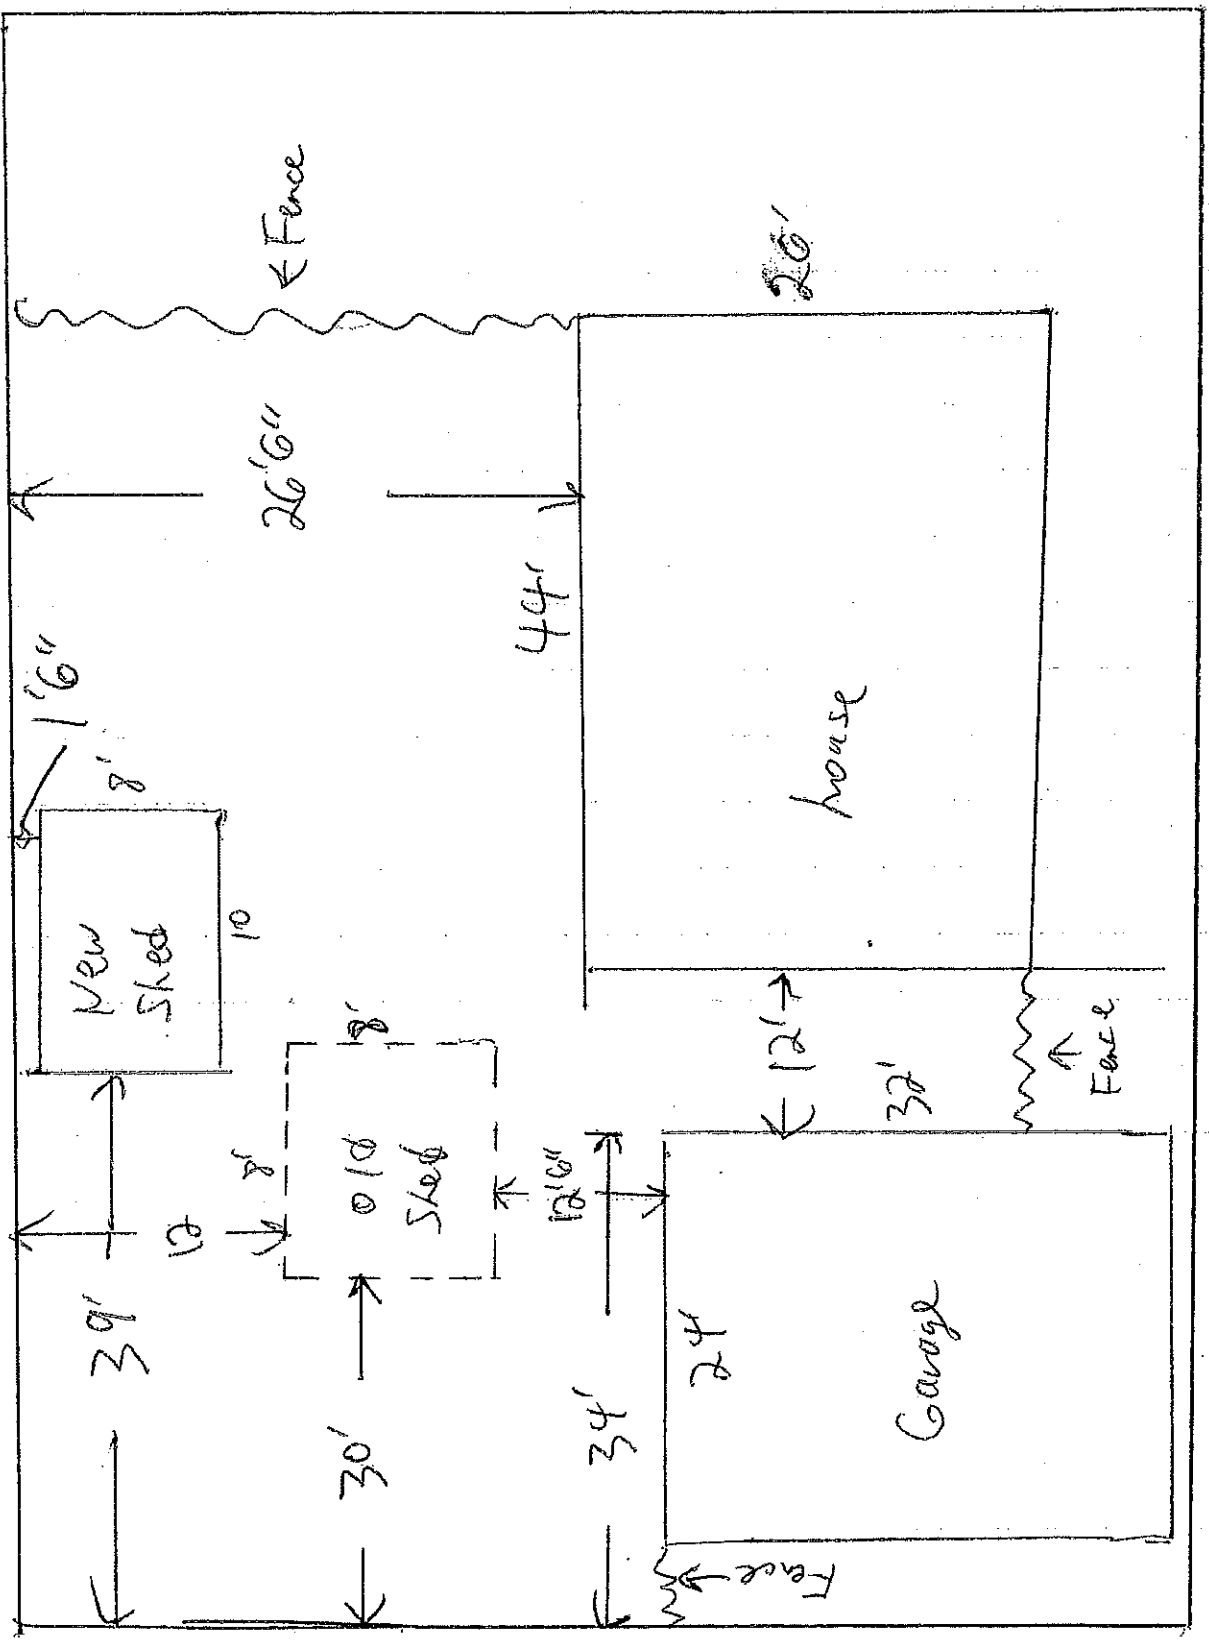 ← Fence
26'
26'6"
44'
1'6"
8'
house
New
Shed
10
8'
12'
32'
Fence
8'
old
Shed
12'6"
12
39'
30'
34'
24'
Garage
Fence